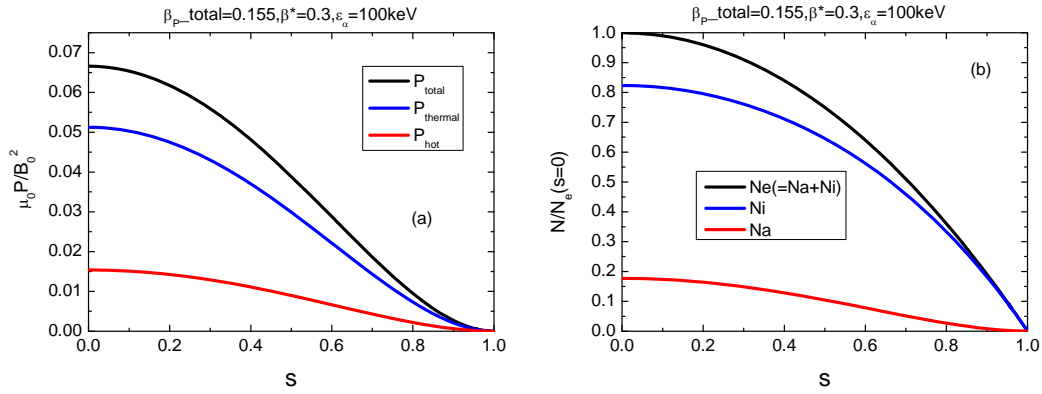 β_P_total=0.155,β*=0.3,ε_α=100keV
0.07
0.06
0.05
0.04
0.03
0.02
0.01
0.00
μ₀P/B₀²
P_total
P_thermal
P_hot
(a)
0.0 0.2 0.4 0.6 0.8 1.0
s
β_P_total=0.155,β*=0.3,ε_α=100keV
1.0
0.9
0.8
0.7
0.6
0.5
0.4
0.3
0.2
0.1
0.0
N/N_e(s=0)
(b)
Ne(=Na+Ni)
Ni
Na
0.0 0.2 0.4 0.6 0.8 1.0
s